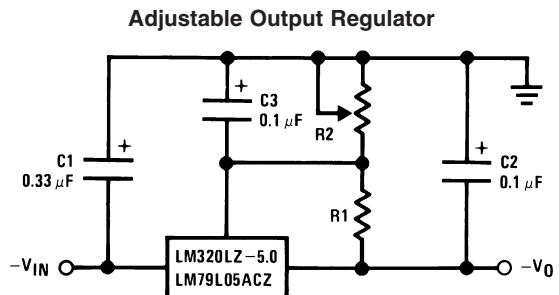 Adjustable Output Regulator
+
C3
0.1 μF
R2
+
C1
0.33 μF
+
C2
0.1 μF
R1
LM320LZ–5.0
LM79L05ACZ
–VIN
–VO